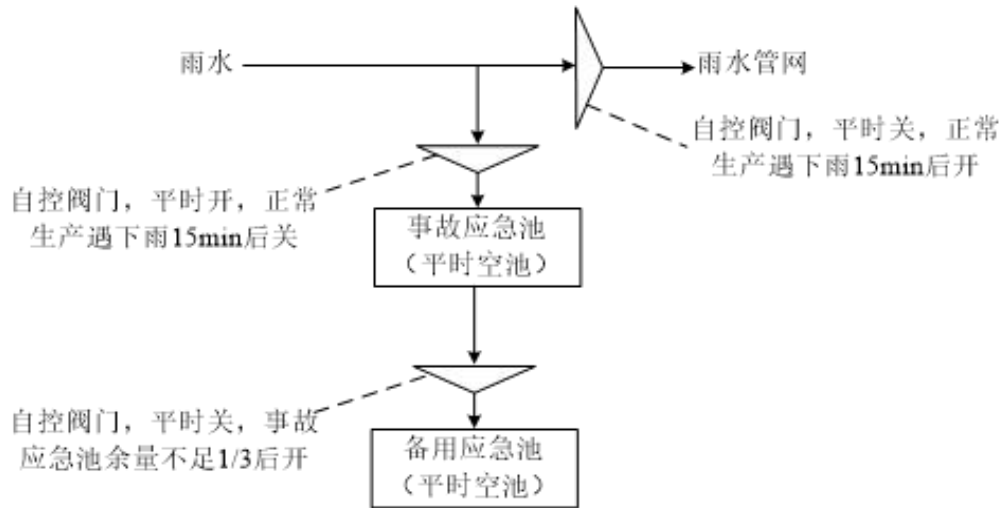 雨水
雨水管网
自控阀门，平时关，正常
生产遇下雨15min后开
自控阀门，平时开，正常
生产遇下雨15min后关
事故应急池
（平时空池）
自控阀门，平时关，事故
应急池余量不足1/3后开
备用应急池
（平时空池）